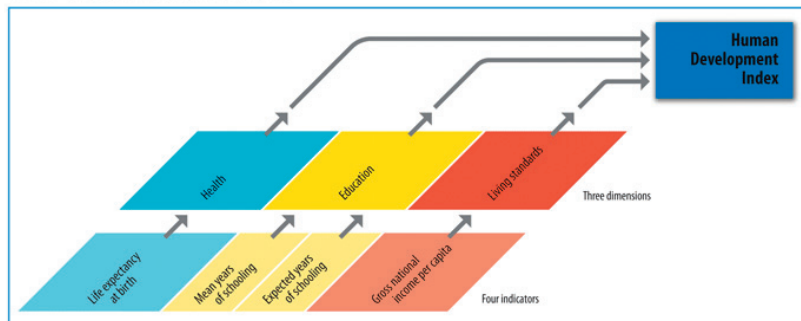 Human
Development
Index
Health
Education
Living standards
Three dimensions
Life expectancy
at birth
Mean years
of schooling
Expected years
of schooling
Gross national
income per capita
Four indicators